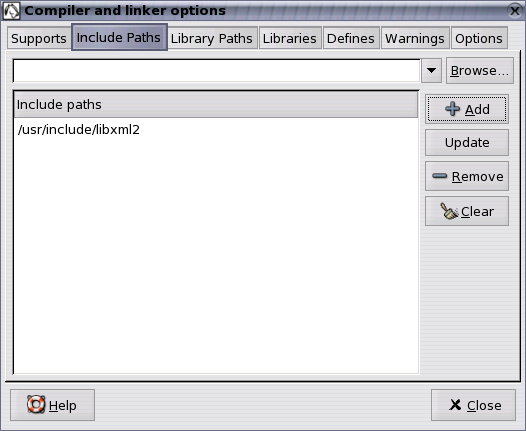 Compiler and linker options
Supports Include Paths Library Paths Libraries Defines Warnings Options
Browse...
Include paths
/usr/include/libxml2
Add
Update
Remove
Clear
Help
Close